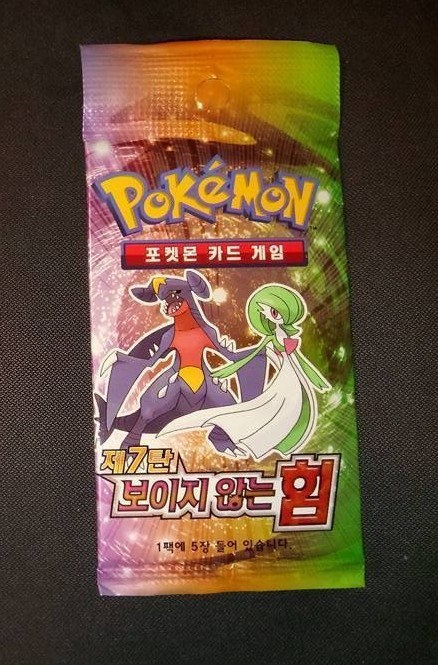 POKéMON
포켓몬 카드 게임
제7탄
보이지 않는 힘
1팩에 5장 들어 있습니다.